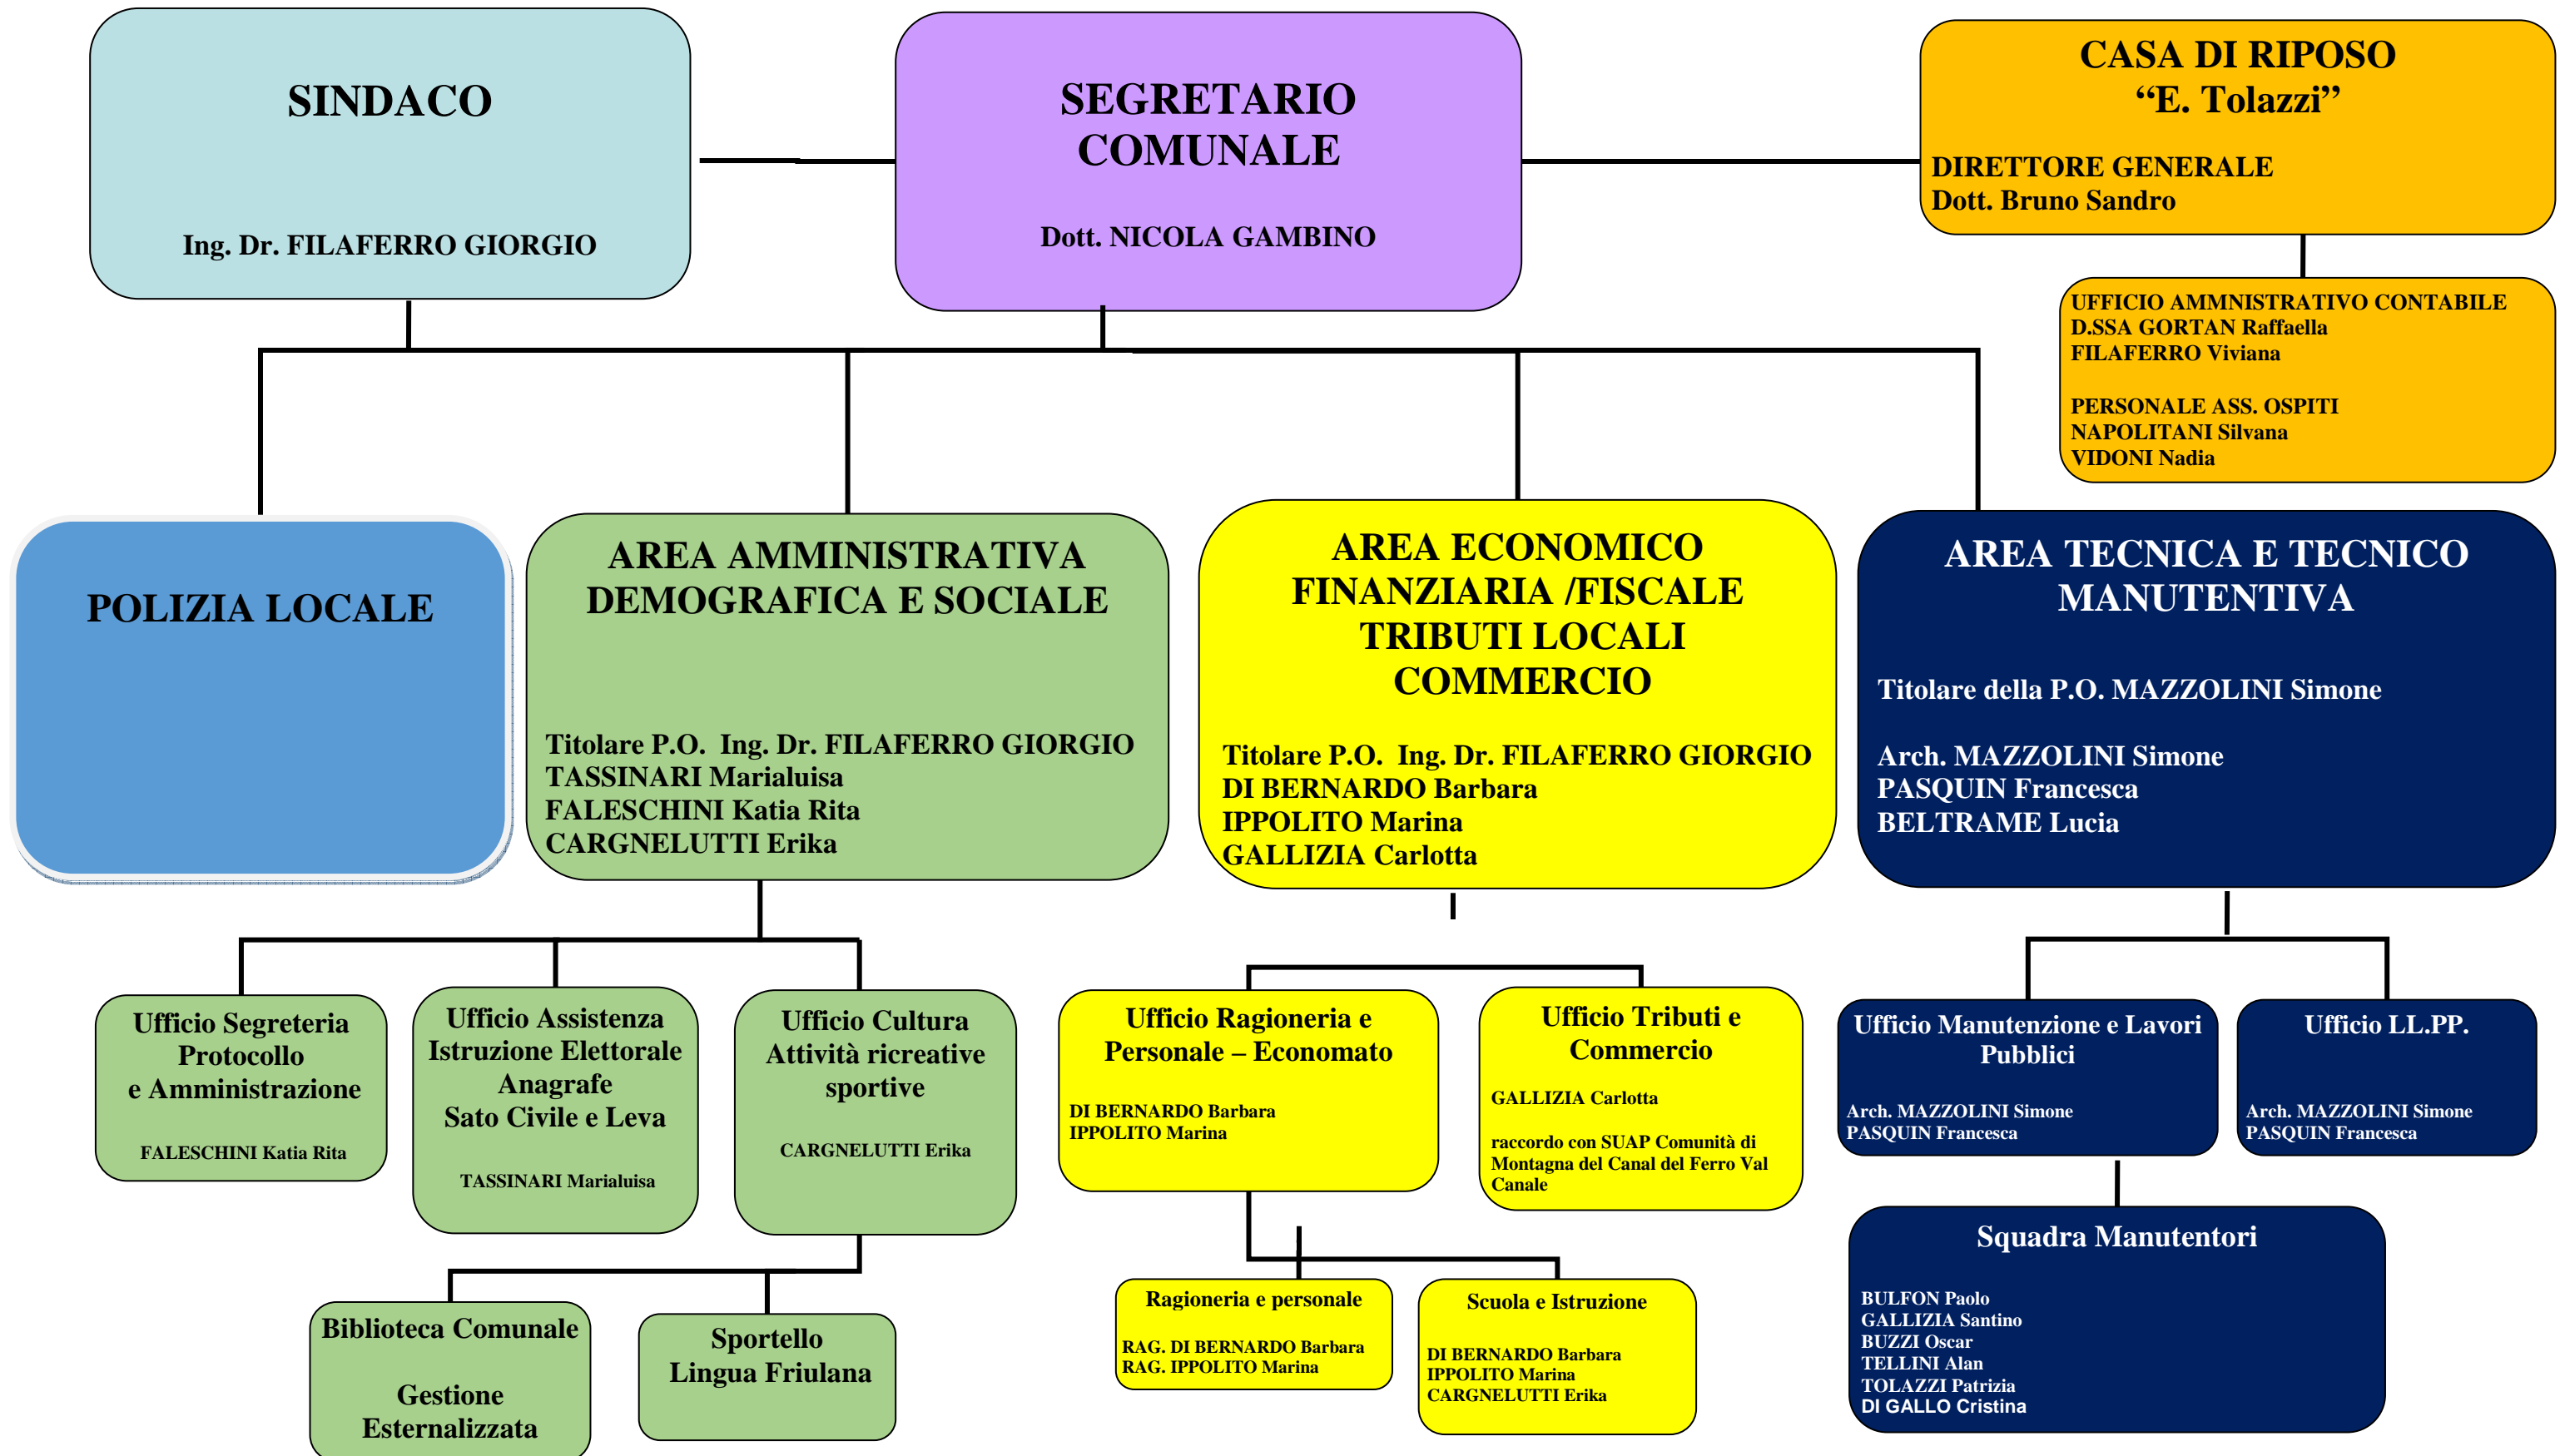 SINDACO
Ing. Dr. FILAFERRO GIORGIO
SEGRETARIO
COMUNALE
Dott. NICOLA GAMBINO
CASA DI RIPOSO
“E. Tolazzi”
DIRETTORE GENERALE
Dott. Bruno Sandro
UFFICIO AMMNISTRATIVO CONTABILE
D.SSA GORTAN Raffaella
FILAFERRO Viviana
PERSONALE ASS. OSPITI
NAPOLITANI Silvana
VIDONI Nadia
POLIZIA LOCALE
AREA AMMINISTRATIVA
DEMOGRAFICA E SOCIALE
Titolare P.O. Ing. Dr. FILAFERRO GIORGIO
TASSINARI Marialuisa
FALESCHINI Katia Rita
CARGNELUTTI Erika
AREA ECONOMICO
FINANZIARIA /FISCALE
TRIBUTI LOCALI
COMMERCIO
Titolare P.O. Ing. Dr. FILAFERRO GIORGIO
DI BERNARDO Barbara
IPPOLITO Marina
GALLIZIA Carlotta
AREA TECNICA E TECNICO
MANUTENTIVA
Titolare della P.O. MAZZOLINI Simone
Arch. MAZZOLINI Simone
PASQUIN Francesca
BELTRAME Lucia
Ufficio Segreteria
Protocollo
e Amministrazione
FALESCHINI Katia Rita
Ufficio Assistenza
Istruzione Elettorale
Anagrafe
Sato Civile e Leva
TASSINARI Marialuisa
Ufficio Cultura
Attività ricreative
sportive
CARGNELUTTI Erika
Ufficio Ragioneria e
Personale – Economato
DI BERNARDO Barbara
IPPOLITO Marina
Ufficio Tributi e
Commercio
GALLIZIA Carlotta
raccordo con SUAP Comunità di
Montagna del Canal del Ferro Val
Canale
Ufficio Manutenzione e Lavori
Pubblici
Arch. MAZZOLINI Simone
PASQUIN Francesca
Ufficio LL.PP.
Arch. MAZZOLINI Simone
PASQUIN Francesca
Biblioteca Comunale
Gestione
Esternalizzata
Sportello
Lingua Friulana
Ragioneria e personale
RAG. DI BERNARDO Barbara
RAG. IPPOLITO Marina
Scuola e Istruzione
DI BERNARDO Barbara
IPPOLITO Marina
CARGNELUTTI Erika
Squadra Manutentori
BULFON Paolo
GALLIZIA Santino
BUZZI Oscar
TELLINI Alan
TOLAZZI Patrizia
DI GALLO Cristina